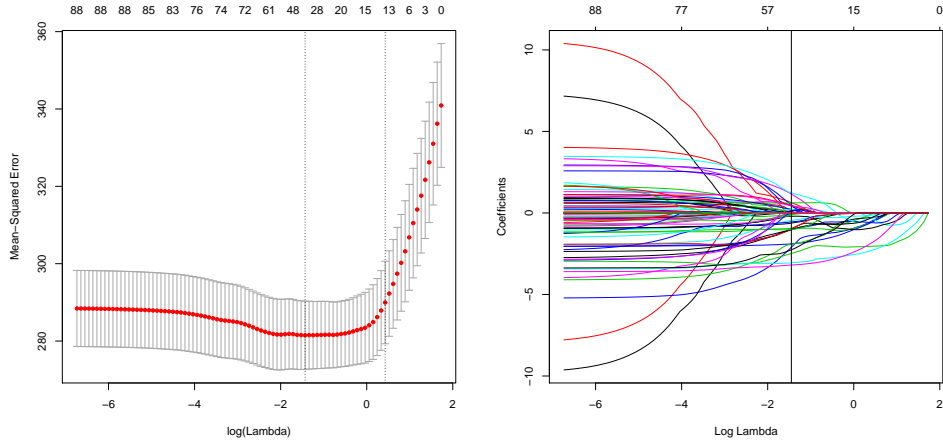 88 88 88 85 83 76 74 72 61 48 28 20 15 13 6 3 0
Mean−Squared Error
360
340
320
300
280
−6 −4 −2 0 2
log(Lambda)
88 77 57 15 0
Coefficients
10
5
0
−5
−10
−6 −4 −2 0 2
Log Lambda